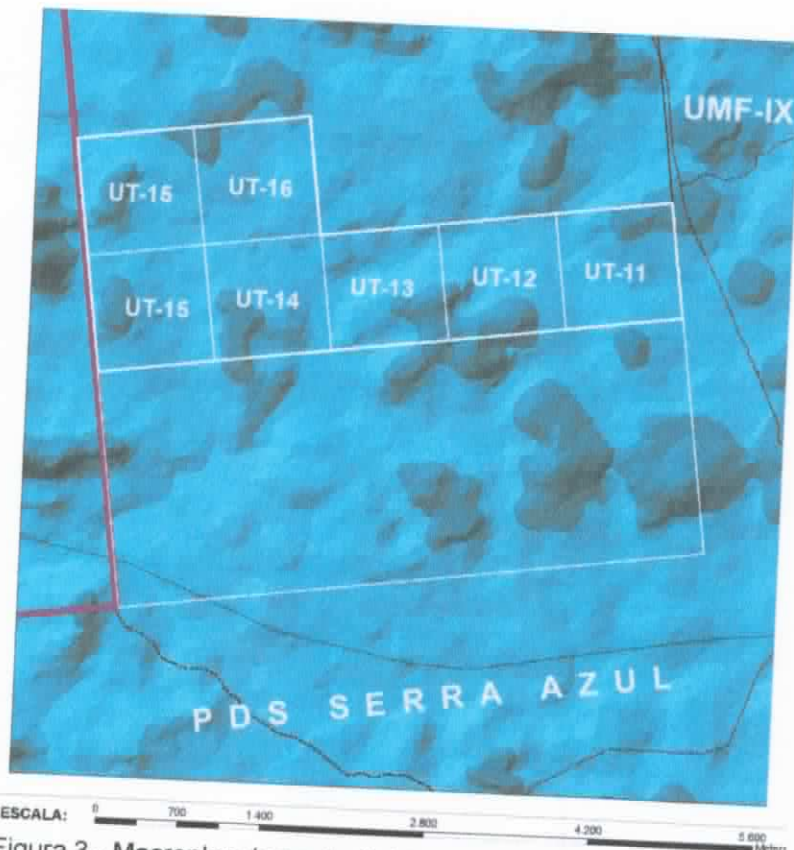 UMF-IX
UT-15 UT-16
UT-15 UT-14 UT-13 UT-12 UT-11
PDS SERRA AZUL
ESCALA: 0 700 1.400 2.800 4.200 5.600
Figura 3